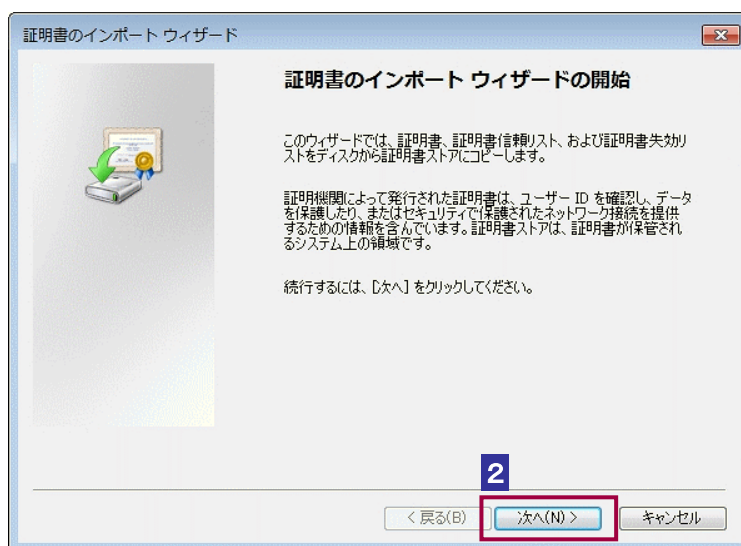 証明書のインポート ウィザード
証明書のインポート ウィザードの開始
このウィザードでは、証明書、証明書信頼リスト、および証明書失効リ
ストをディスクから証明書ストアにコピーします。
証明機関によって発行された証明書は、ユーザー ID を確認し、データ
を保護したり、またはセキュリティで保護されたネットワーク接続を提供
するための情報を含んでいます。証明書ストアは、証明書が保管され
るシステム上の領域です。
続行するには、[次へ] をクリックしてください。
2
< 戻る(B)
次へ(N) >
キャンセル